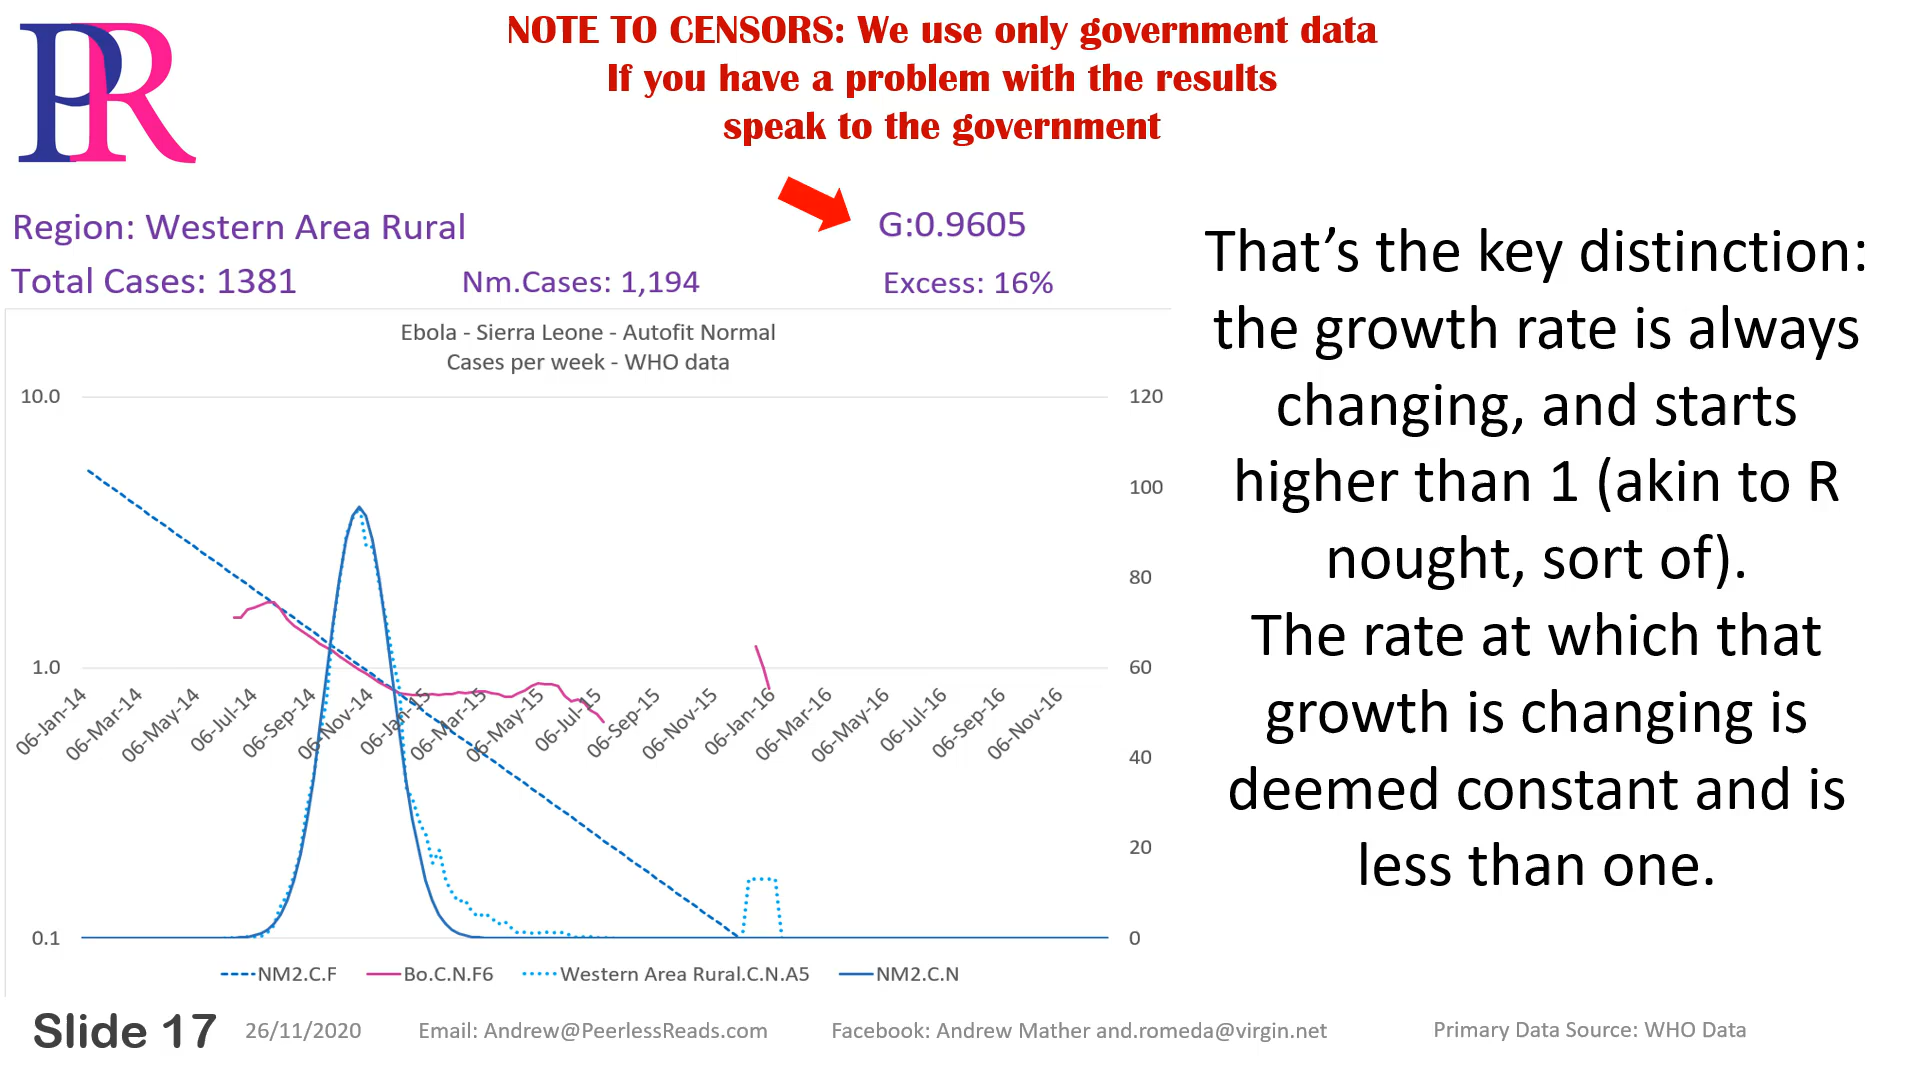 PR
NOTE TO CENSORS: We use only government data
If you have a problem with the results
speak to the government
Region: Western Area Rural
G:0.9605
Total Cases: 1381
Nm.Cases: 1,194
Excess: 16%
Ebola - Sierra Leone - Autofit Normal
Cases per week - WHO data
10.0
1.0
0.1
120
100
80
60
40
20
0
06-Jan-14
06-Mar-14
06-May-14
06-Jul-14
06-Sep-14
06-Nov-14
06-Jan-15
06-Mar-15
06-May-15
06-Jul-15
06-Sep-15
06-Nov-15
06-Jan-16
06-Mar-16
06-May-16
06-Jul-16
06-Sep-16
06-Nov-16
NM2.C.F
Bo.C.N.F6
Western Area Rural.C.N.A5
NM2.C.N
That’s the key distinction:
the growth rate is always
changing, and starts
higher than 1 (akin to R
nought, sort of).
The rate at which that
growth is changing is
deemed constant and is
less than one.
Slide 17
26/11/2020
Email: Andrew@PeerlessReads.com
Facebook: Andrew Mather and.romeda@virgin.net
Primary Data Source: WHO Data